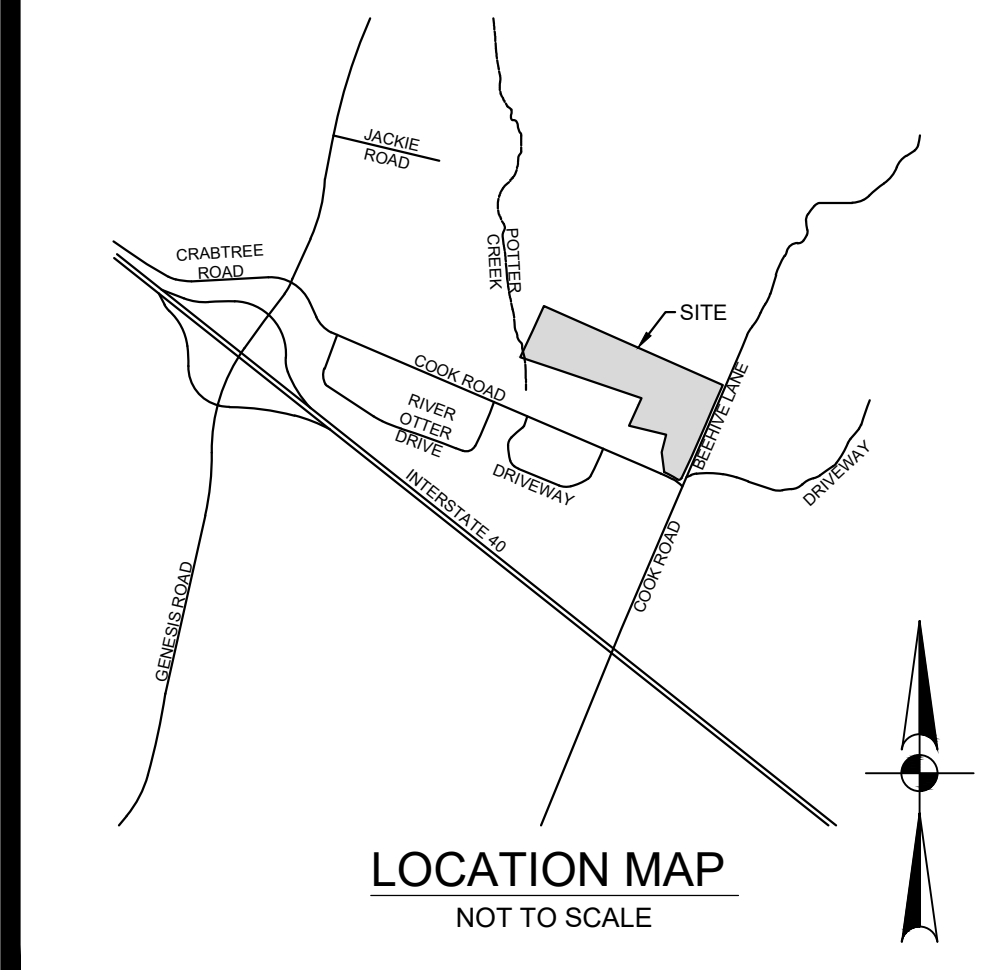 JACKIE
ROAD
CRABTREE
ROAD
POTTER
CREEK
SITE
COOK ROAD
BEEHIVE LANE
RIVER
OTTER
DRIVE
DRIVEWAY
DRIVEWAY
INTERSTATE 40
COOK ROAD
GENESIS ROAD
LOCATION MAP
NOT TO SCALE